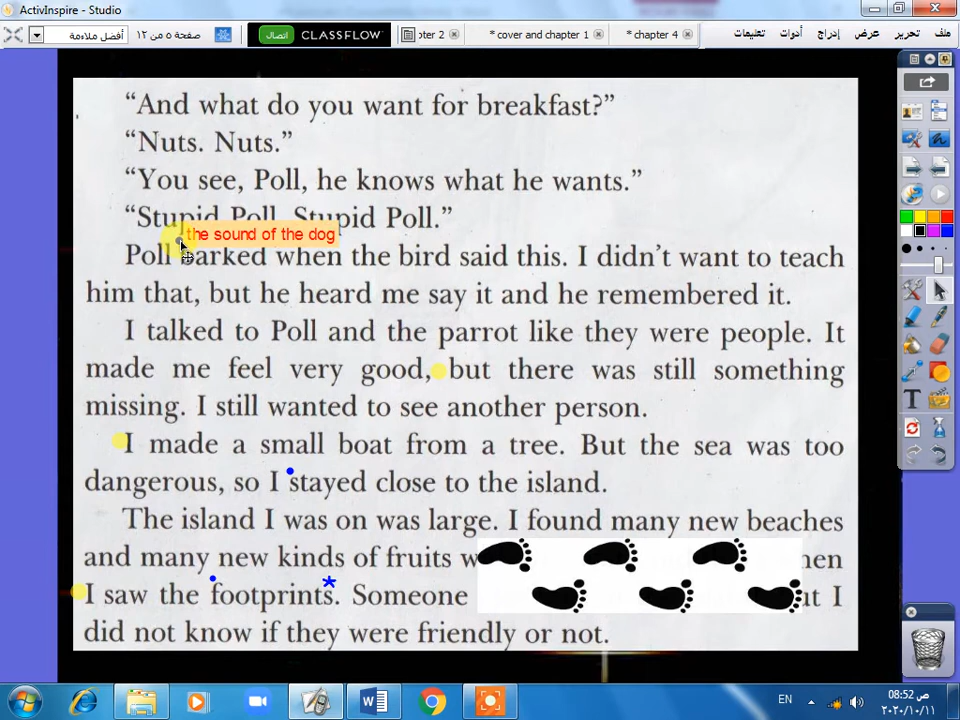 ActivInspire - Studio
أفضل ملاءمة
صفحة ٥ من ١٢
اتصال CLASSFLOW
pter 2
* cover and chapter 1
* chapter 4
ملف تحرير عرض إدراج أدوات تعليمات
“And what do you want for breakfast?”
“Nuts. Nuts.”
“You see, Poll, he knows what he wants.”
“Stupid Poll. Stupid Poll.”
the sound of the dog
Poll barked when the bird said this. I didn’t want to teach
him that, but he heard me say it and he remembered it.
I talked to Poll and the parrot like they were people. It
made me feel very good, but there was still something
missing. I still wanted to see another person.
I made a small boat from a tree. But the sea was too
dangerous, so I stayed close to the island.
The island I was on was large. I found many new beaches
and many new kinds of fruits
I saw the footprints*. Someone I
did not know if they were friendly or not.
EN
08:52 ص
٢٠٢٠/١٠/١١